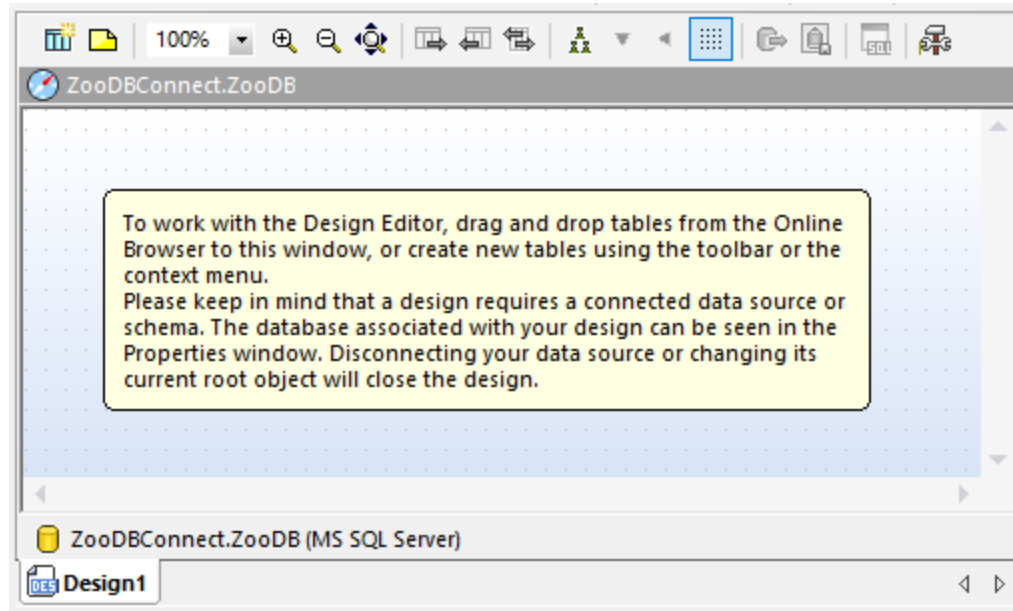 100%
ZooDBConnect.ZooDB
To work with the Design Editor, drag and drop tables from the Online
Browser to this window, or create new tables using the toolbar or the
context menu.
Please keep in mind that a design requires a connected data source or
schema. The database associated with your design can be seen in the
Properties window. Disconnecting your data source or changing its
current root object will close the design.
ZooDBConnect.ZooDB (MS SQL Server)
DES Design1